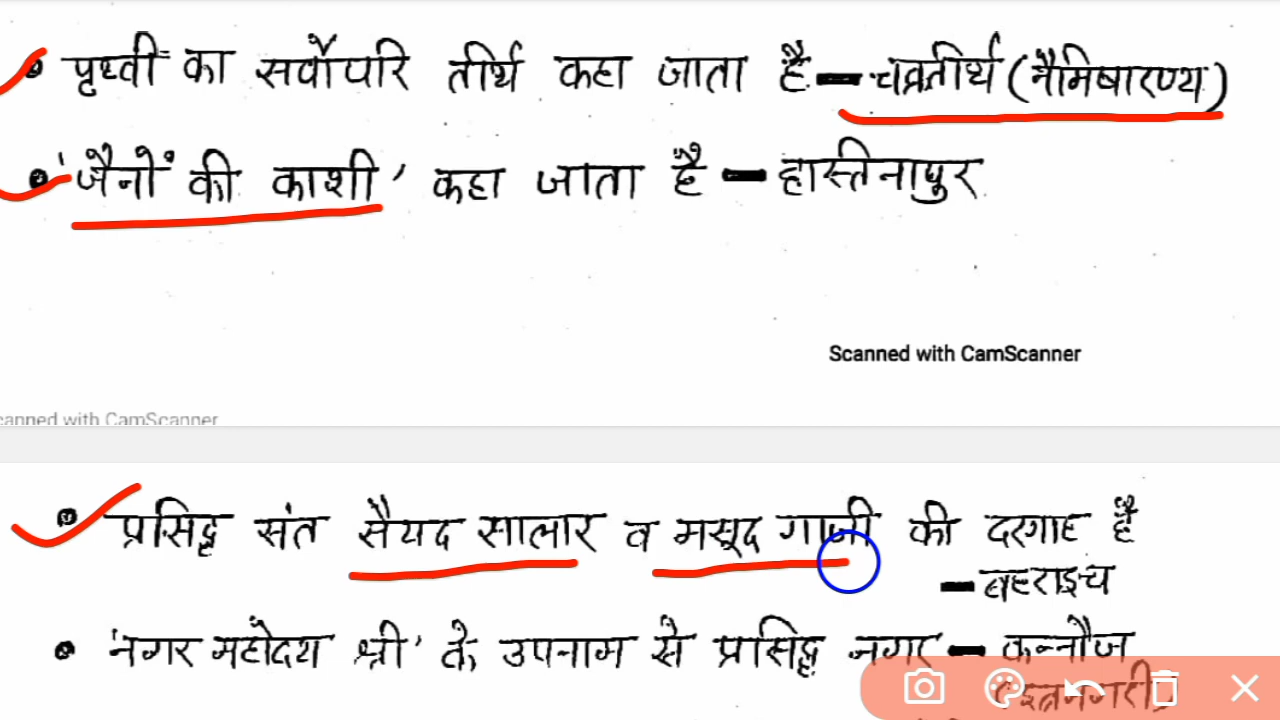 • पृथ्वी का सर्वोपरि तीर्थ कहा जाता है - चक्रतीर्थ (नैमिषारण्य)
• 'जैनों की काशी' कहा जाता है - हास्तिनापुर
Scanned with CamScanner
canned with CamScanner
• प्रसिद्ध संत सैयद सालार व मसूद गाजी की दरगाह है
- बहराइच
• 'नगर महोदय श्री' के उपनाम से प्रसिद्ध नगर - कन्नौज